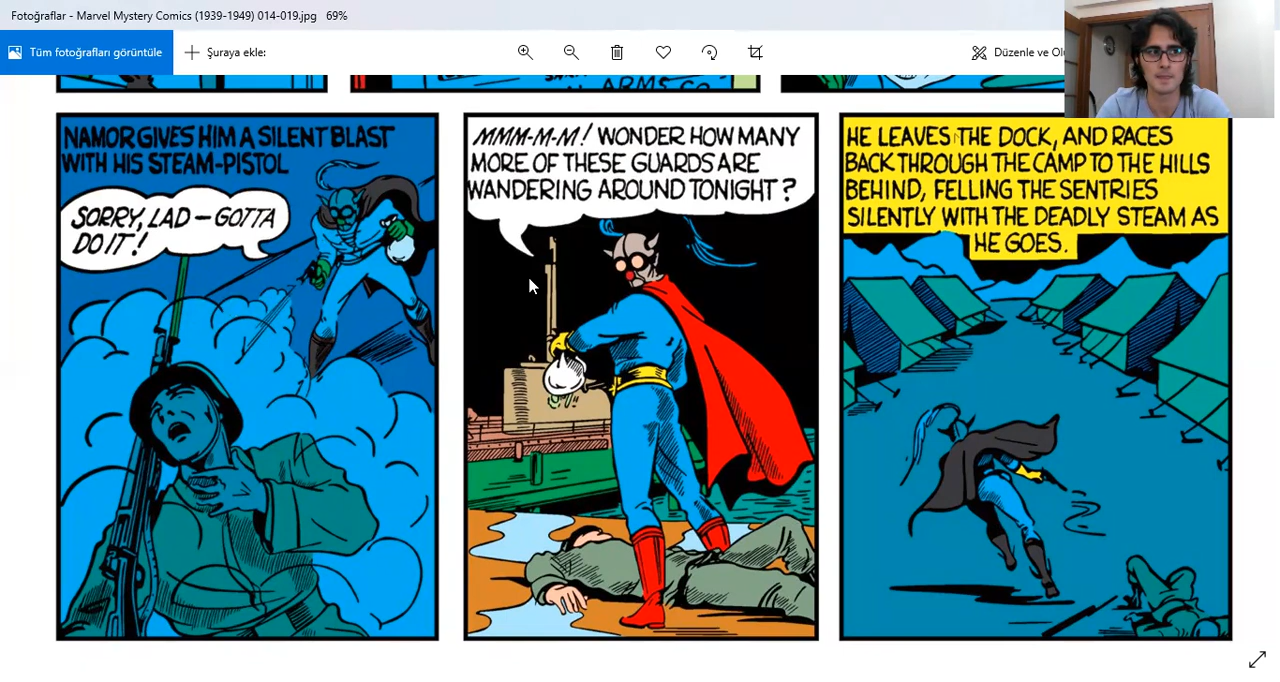 Fotoğraflar - Marvel Mystery Comics (1939-1949) 014-019.jpg 69%
Tüm fotoğrafları görüntüle
Şuraya ekle:
Düzenle ve
ARMS CO.
NAMOR GIVES HIM A SILENT BLAST
WITH HIS STEAM-PISTOL
SORRY, LAD — GOTTA
DO IT!
MMM-M-M! WONDER HOW MANY
MORE OF THESE GUARDS ARE
WANDERING AROUND TONIGHT?
HE LEAVES THE DOCK, AND RACES
BACK THROUGH THE CAMP TO THE HILLS
BEHIND, FELLING THE SENTRIES
SILENTLY WITH THE DEADLY STEAM AS
HE GOES.